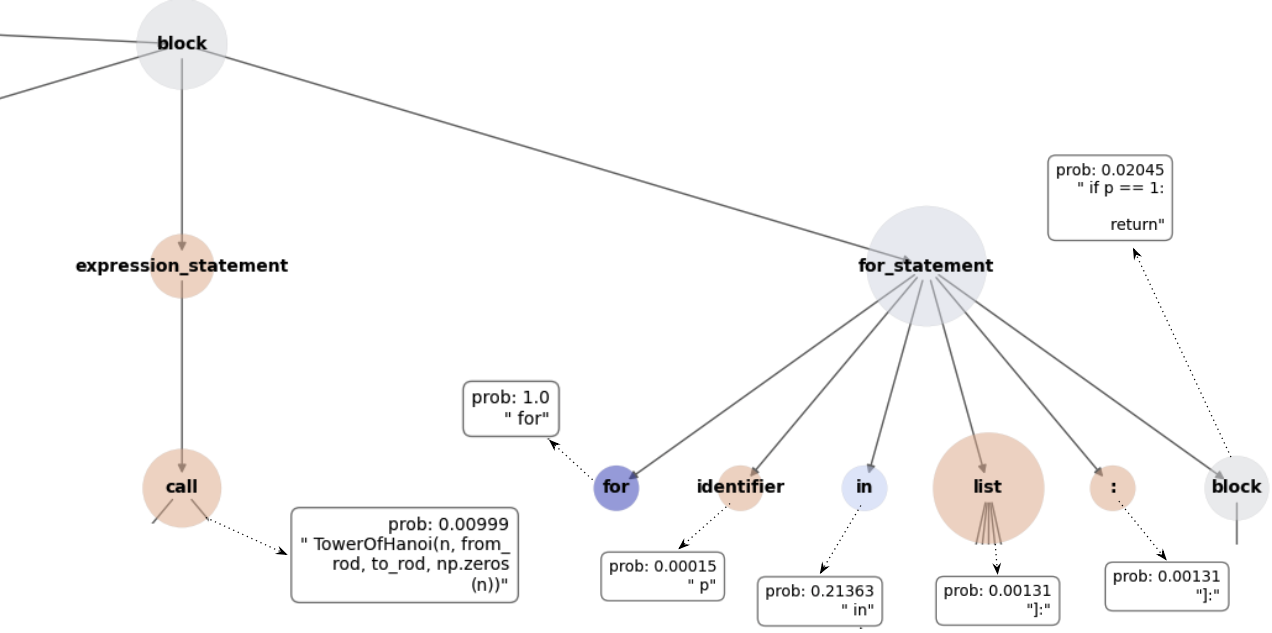 block
prob: 0.02045
" if p == 1:
return"
expression_statement
for_statement
prob: 1.0
" for"
call
for
identifier
in
list
:
block
prob: 0.00999
" TowerOfHanoi(n, from_
rod, to_rod, np.zeros
(n))"
prob: 0.00015
" p"
prob: 0.21363
" in"
prob: 0.00131
"]:"
prob: 0.00131
"]:"